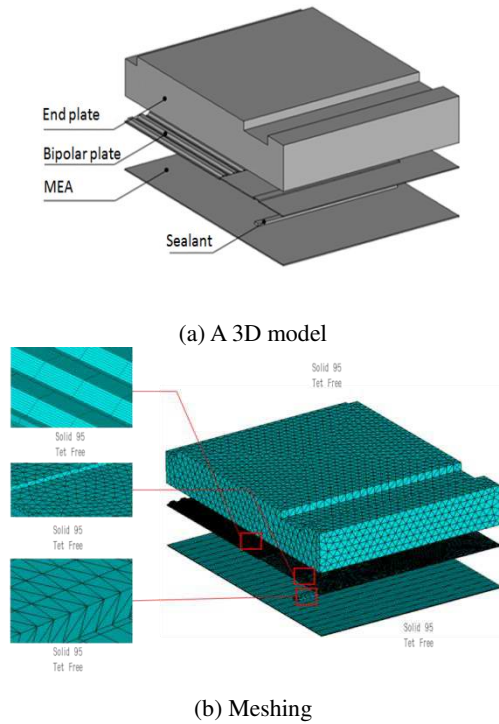 End plate
Bipolar plate
MEA
Sealant
(a) A 3D model
Solid 95
Tet Free
Solid 95
Tet Free
Solid 95
Tet Free
Solid 95
Tet Free
Solid 95
Tet Free
(b) Meshing